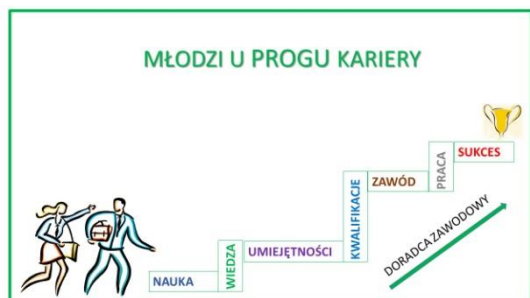 MŁODZI U PROGU KARIERY
NAUKA
WIEDZA
UMIEJĘTNOŚCI
KWALIFIKACJE
ZAWÓD
PRACA
SUKCES
DORADCA ZAWODOWY